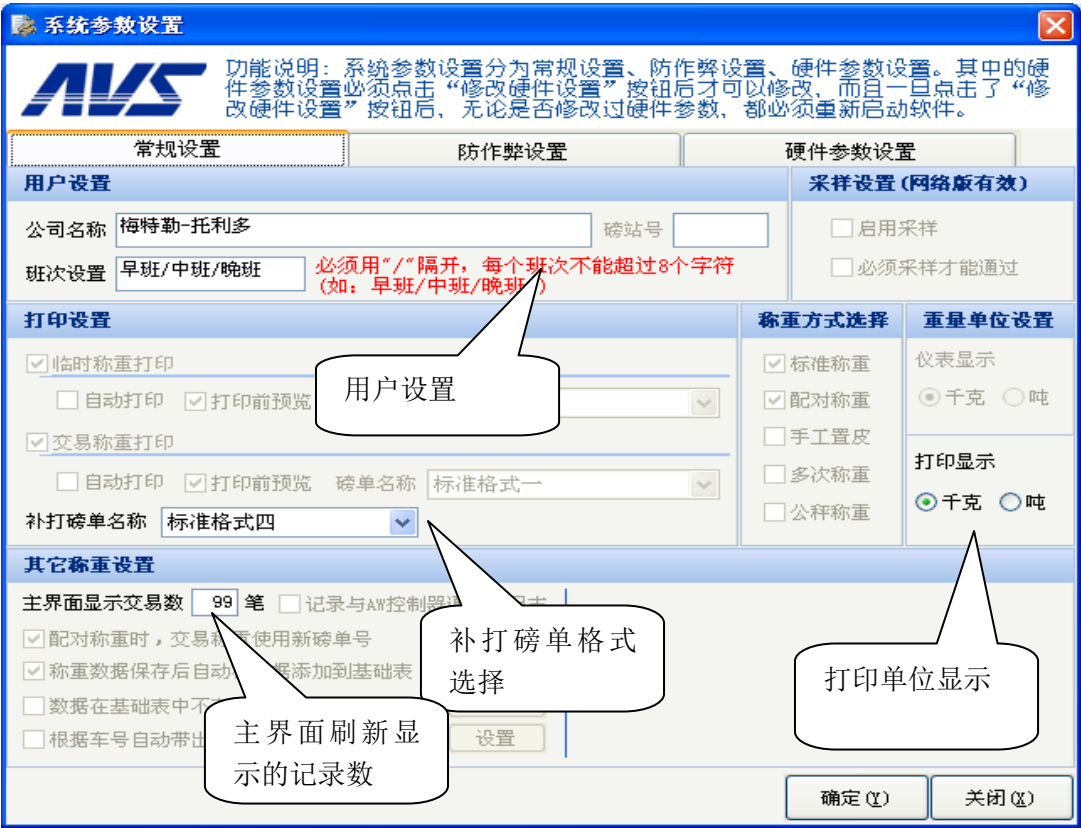 系统参数设置
AVS
功能说明：系统参数设置分为常规设置、防作弊设置、硬件参数设置。其中的硬
件参数设置必须点击“修改硬件设置”按钮后才可以修改，而且一旦点击了“修
改硬件设置”按钮后，无论是否修改过硬件参数，都必须重新启动软件。
常规设置 防作弊设置 硬件参数设置
用户设置 采样设置(网络版有效)
公司名称 梅特勒-托利多 磅站号 启用采样
班次设置 早班/中班/晚班 必须用"/"隔开，每个班次不能超过8个字符 必须采样才能通过
(如：早班/中班/晚班 )
打印设置 称重方式选择 重量单位设置
临时称重打印 标准称重 仪表显示
自动打印 打印前预览 配对称重 千克 吨
用户设置
交易称重打印 手工置皮
自动打印 打印前预览 磅单名称 标准格式一 多次称重 打印显示
补打磅单名称 标准格式四 公秤称重 千克 吨
其它称重设置
主界面显示交易数 99 笔 记录与AW控制器
配对称重时，交易称重使用新磅单号
称重数据保存后自动 据添加到基础表
数据在基础表中不
根据车号自动带出 设置
补打磅单格式
选择
打印单位显示
主界面刷新显
示的记录数
确定(Y) 关闭(X)